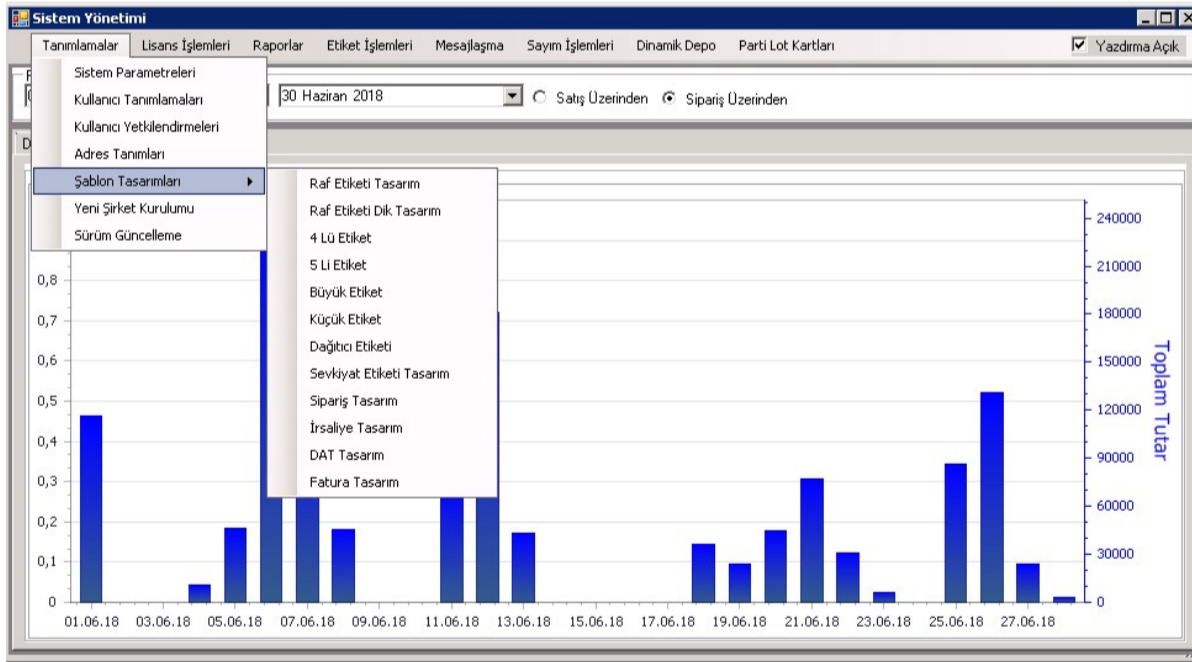 Sistem Yönetimi
Tanımlamalar Lisans İşlemleri Raporlar Etiket İşlemleri Mesajlaşma Sayım İşlemleri Dinamik Depo Parti Lot Kartları Yazdırma Açık
Sistem Parametreleri
Kullanıcı Tanımlamaları
Kullanıcı Yetkilendirmeleri
Adres Tanımları
Şablon Tasarımları
Yeni Şirket Kurulumu
Sürüm Güncelleme
30 Haziran 2018 Satış Üzerinden Sipariş Üzerinden
Raf Etiketi Tasarım
Raf Etiketi Dik Tasarım
4 Lü Etiket
5 Li Etiket
Büyük Etiket
Küçük Etiket
Dağıtıcı Etiketi
Sevkiyat Etiketi Tasarım
Sipariş Tasarım
İrsaliye Tasarım
DAT Tasarım
Fatura Tasarım
0,8
0,7
0,6
0,5
0,4
0,3
0,2
0,1
0
240000
210000
180000
150000
120000
90000
60000
30000
0
Toplam Tutar
01.06.18 03.06.18 05.06.18 07.06.18 09.06.18 11.06.18 13.06.18 15.06.18 17.06.18 19.06.18 21.06.18 23.06.18 25.06.18 27.06.18